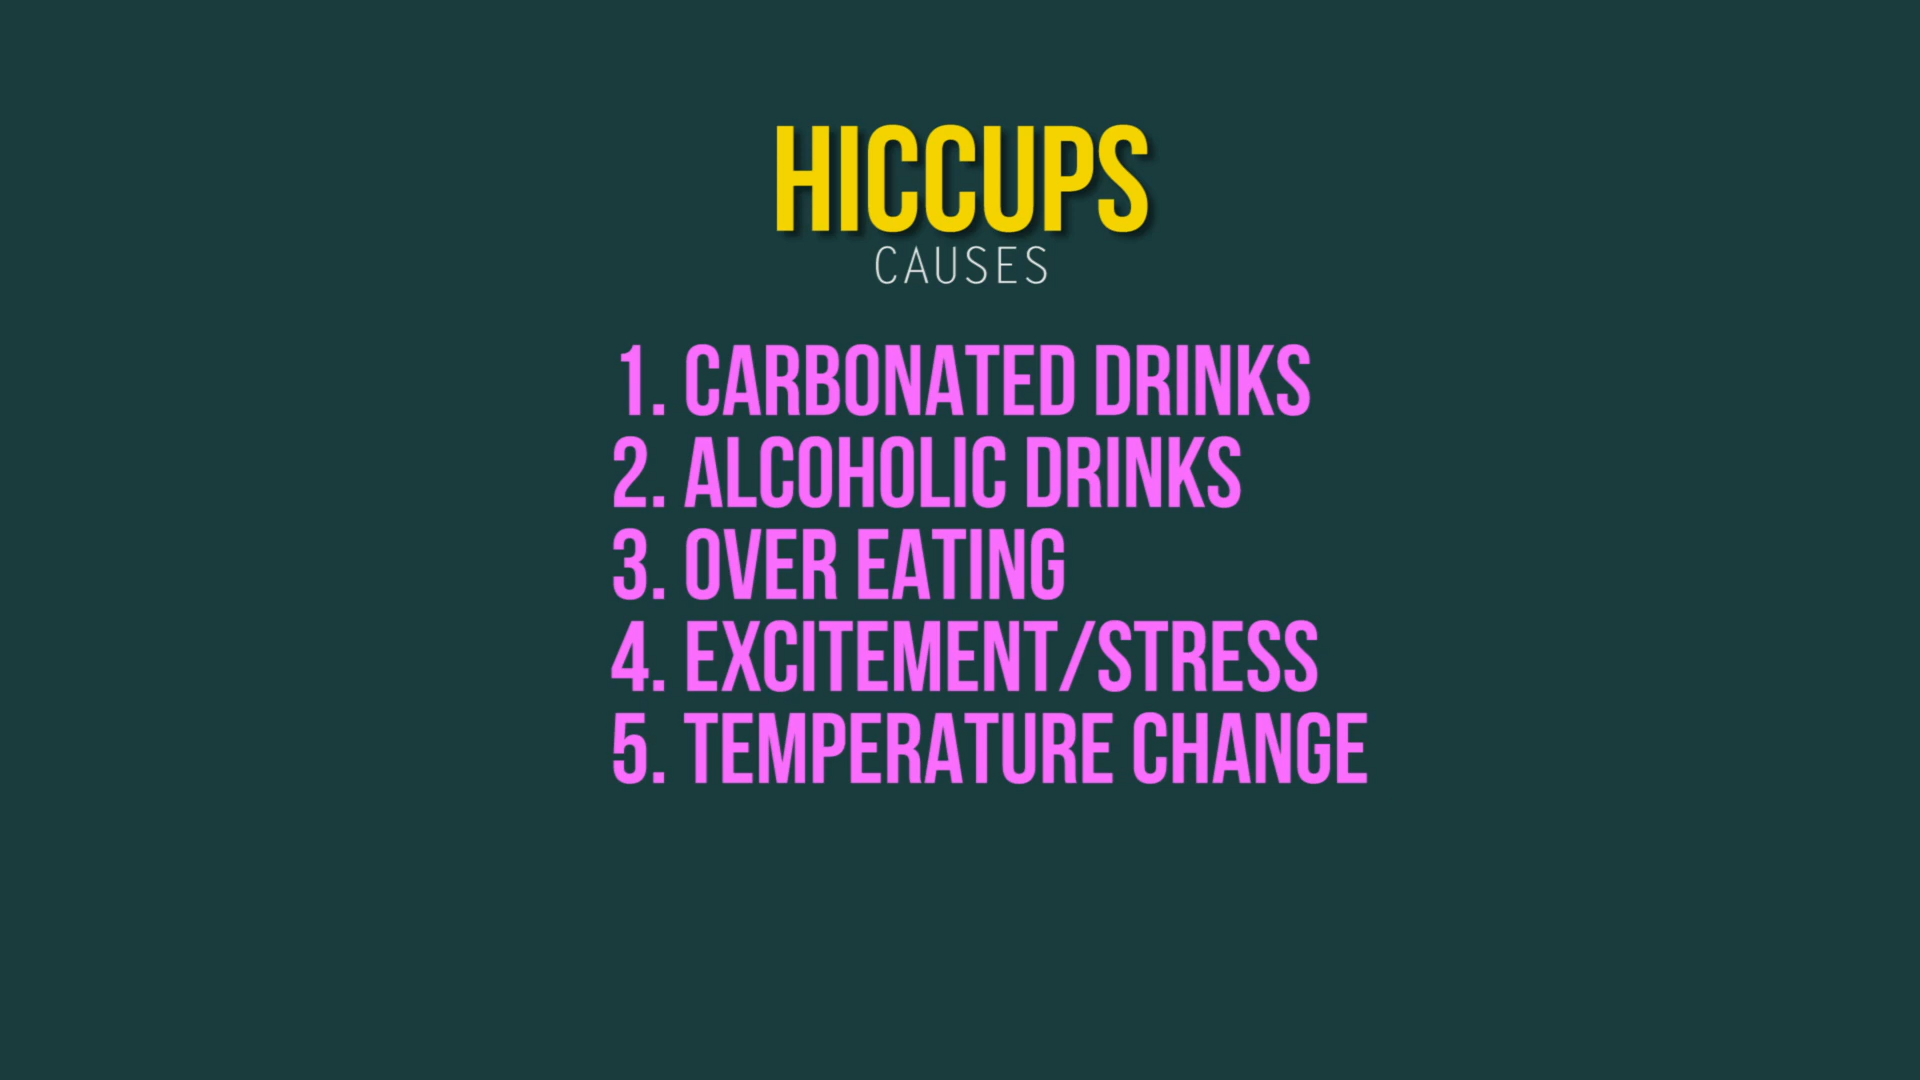 HICCUPS
CAUSES
1. CARBONATED DRINKS
2. ALCOHOLIC DRINKS
3. OVER EATING
4. EXCITEMENT/STRESS
5. TEMPERATURE CHANGE